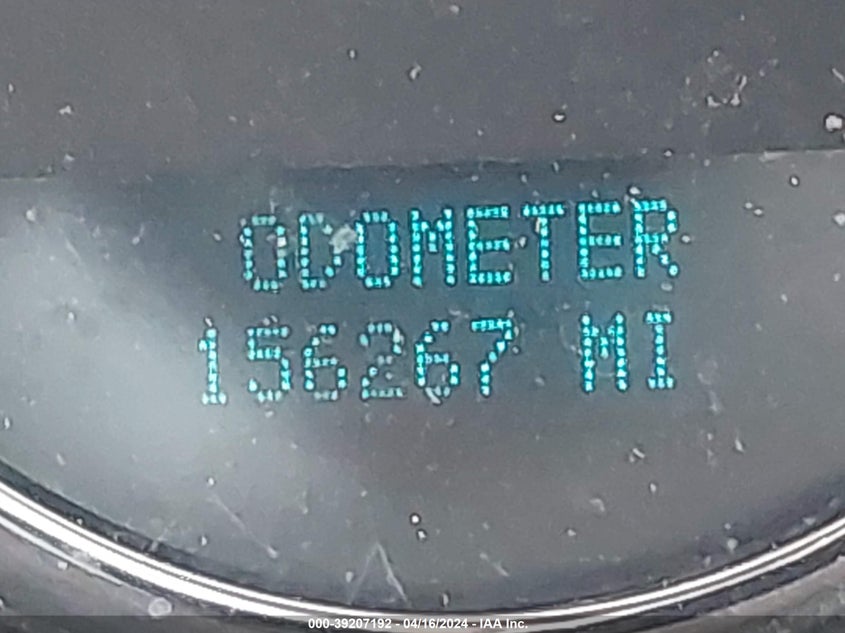 ODOMETER
156267 MI
000-39207192 - 04/16/2024 - IAA Inc.